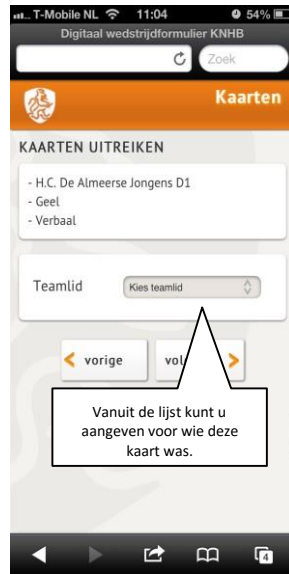 T-Mobile NL 11:04 54%
Digitaal wedstrijdformulier KNHB
Zoek
Kaarten
KAARTEN UITREIKEN
- H.C. De Almeerse Jongens D1
- Geel
- Verbaal
Teamlid Kies teamlid
vorige vol
Vanuit de lijst kunt u
aangeven voor wie deze
kaart was.
4